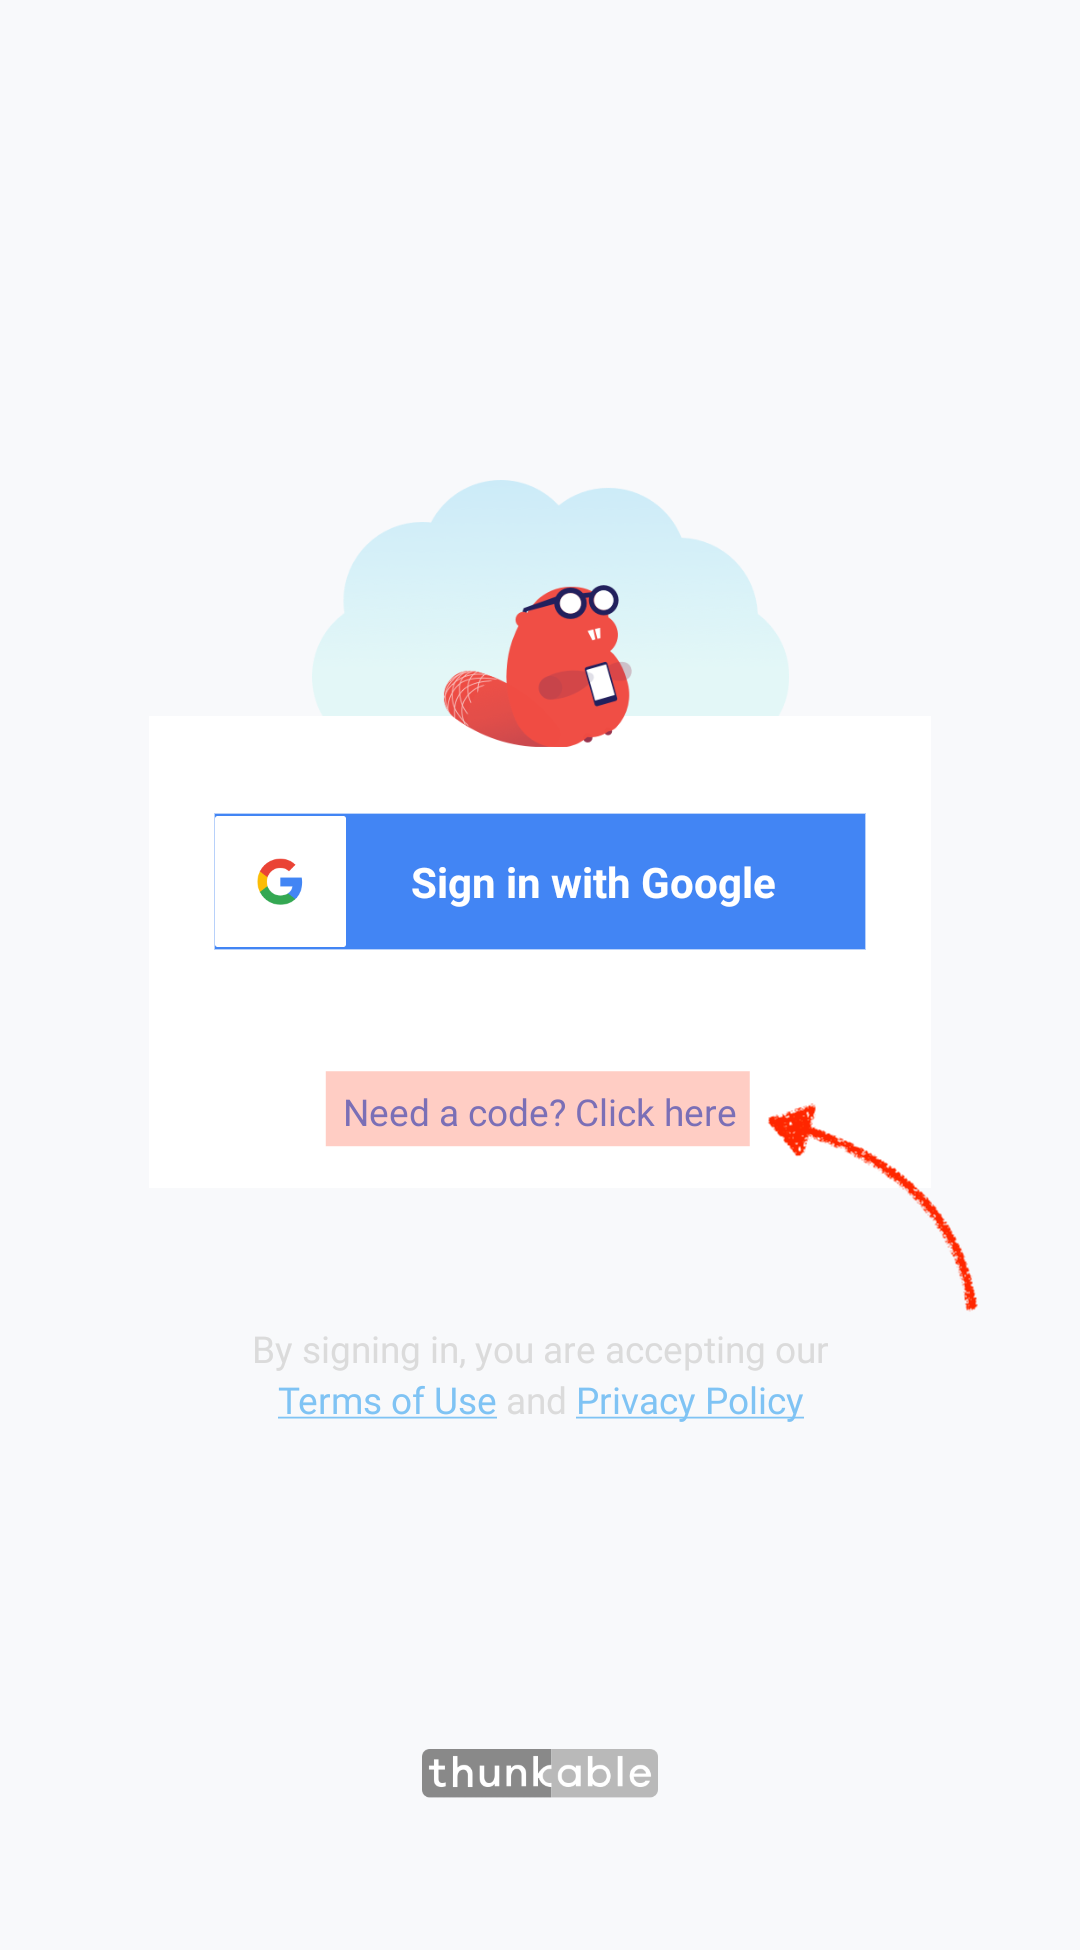 Sign in with Google
Need a code? Click here
By signing in, you are accepting our
Terms of Use and Privacy Policy
thunkable